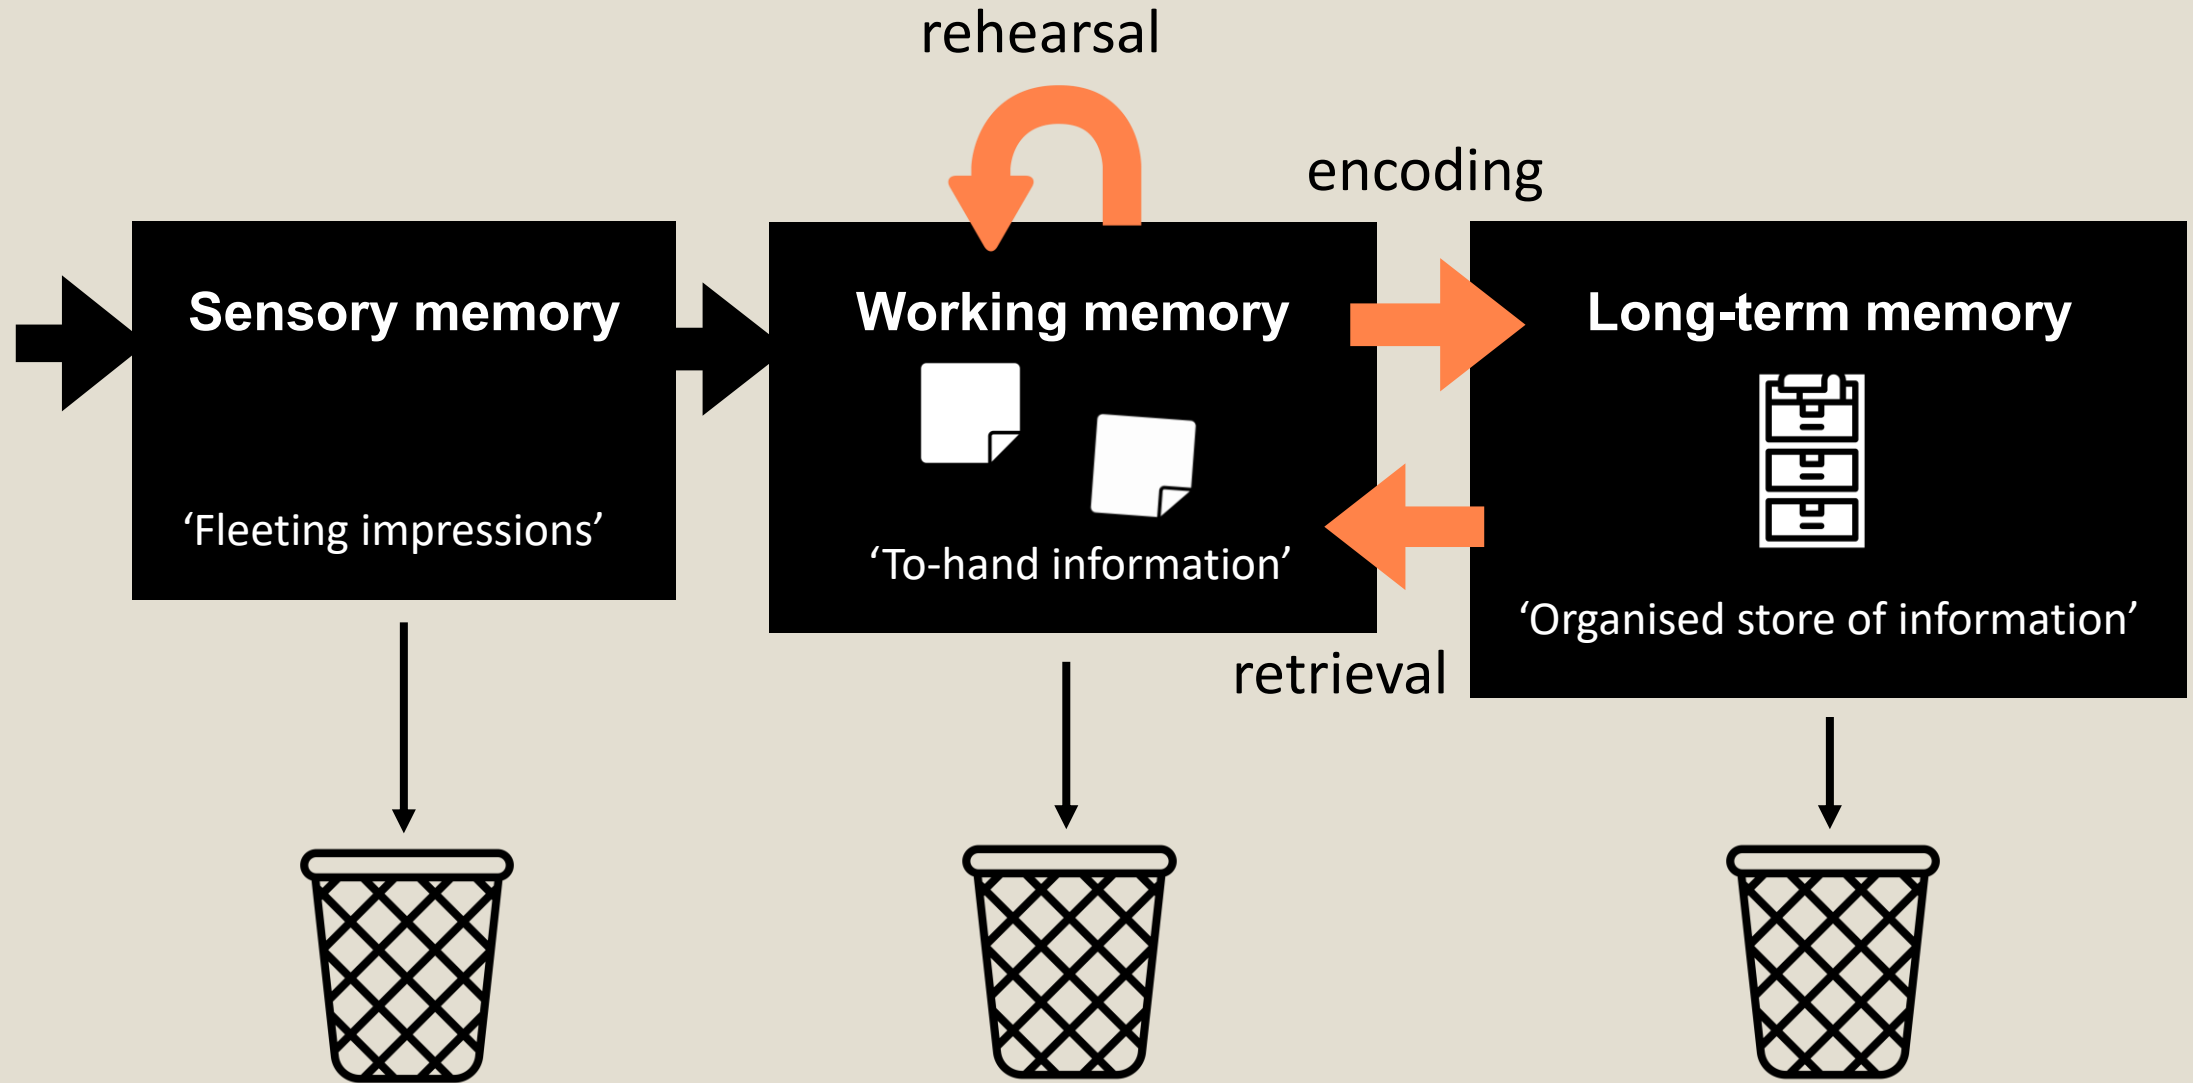 rehearsal
encoding
Sensory memory
Working memory
Long-term memory
‘Fleeting impressions’
‘To-hand information’
‘Organised store of information’
retrieval